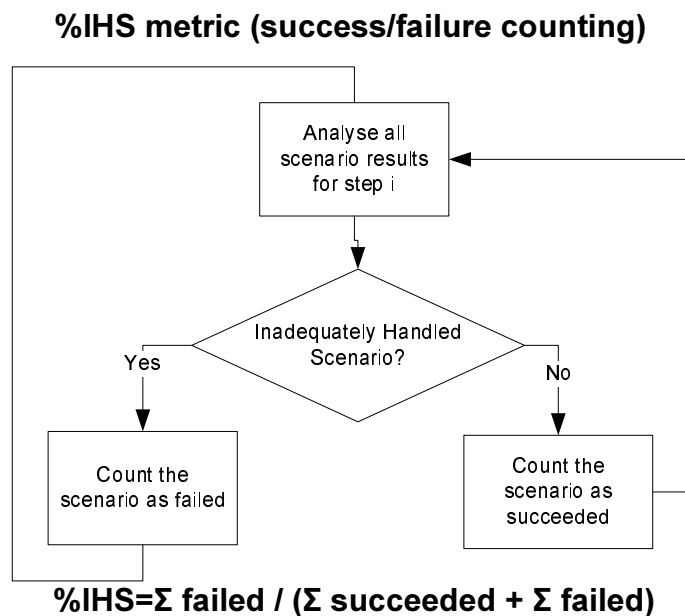 %IHS metric (success/failure counting)
Analyse all
scenario results
for step i
Inadequately Handled
Scenario?
Yes
No
Count the
scenario as failed
Count the
scenario as
succeeded
%IHS=Σ failed / (Σ succeeded + Σ failed)